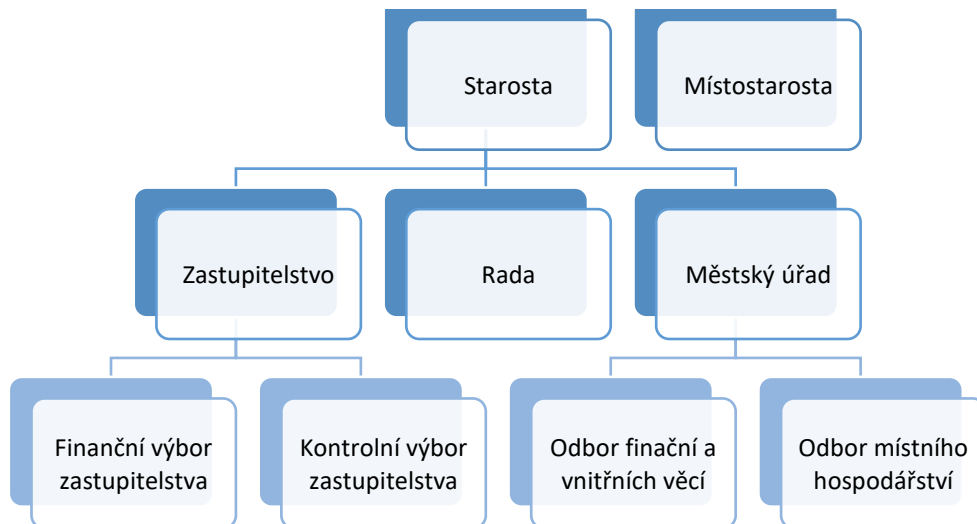 Starosta
Místostarosta
Zastupitelstvo
Rada
Městský úřad
Finanční výbor
zastupitelstva
Kontrolní výbor
zastupitelstva
Odbor finační a
vnitřních věcí
Odbor místního
hospodářství